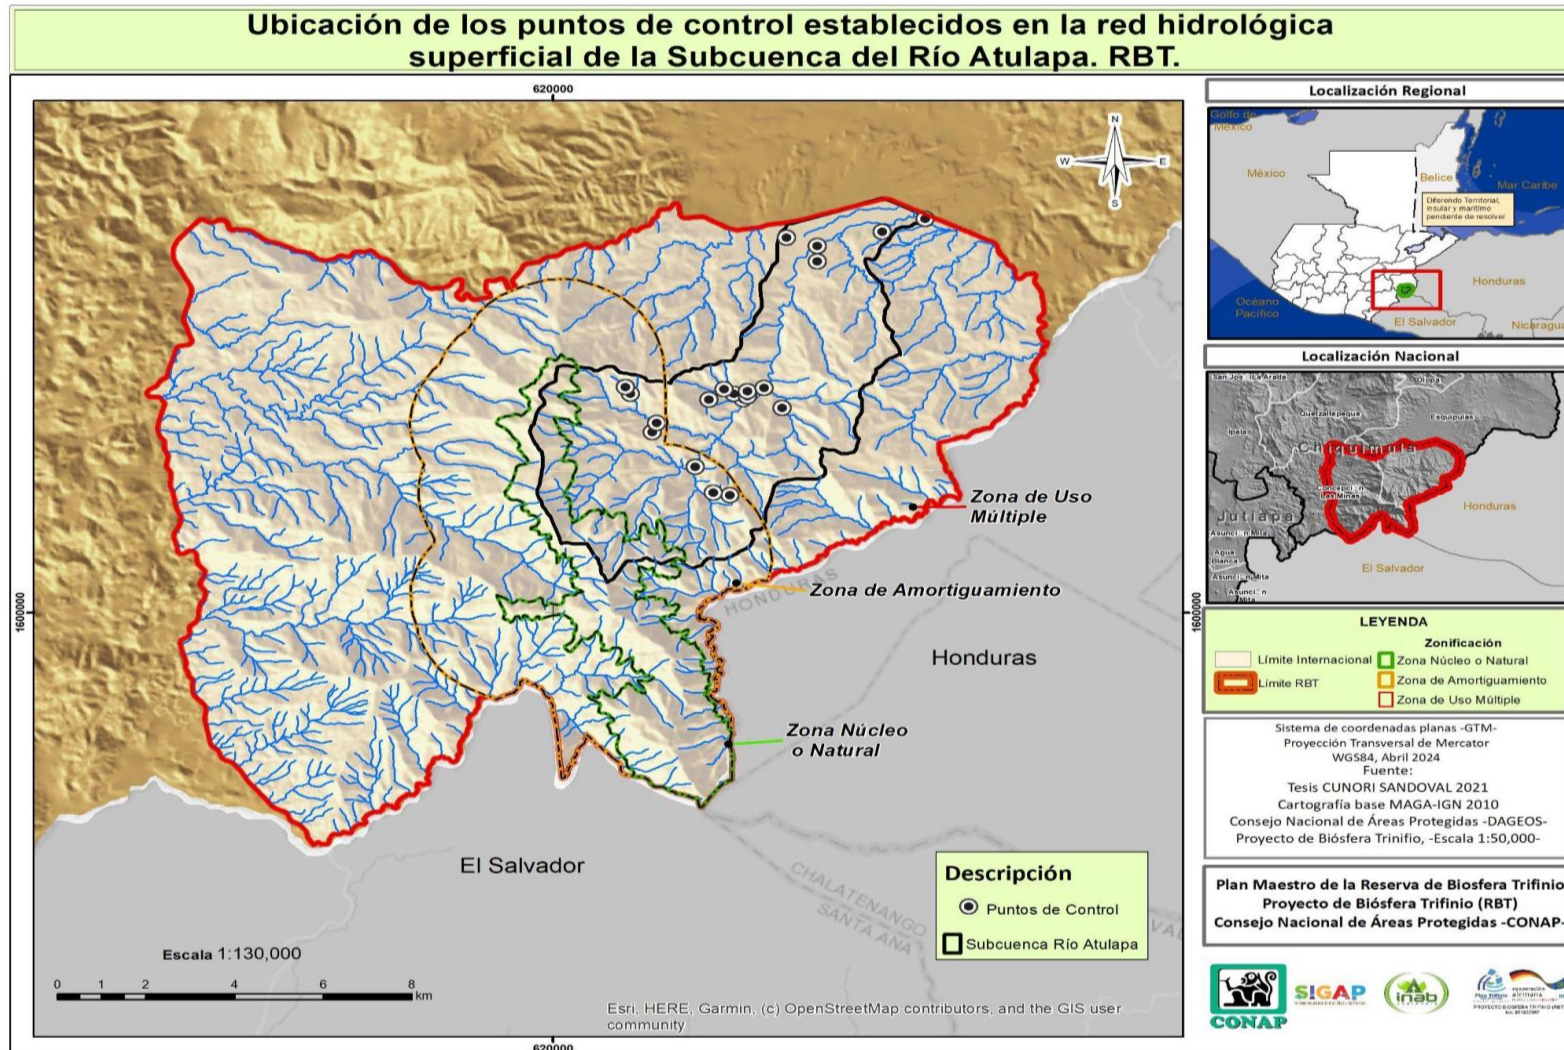 Ubicación de los puntos de control establecidos en la red hidrológica
superficial de la Subcuenca del Río Atulapa. RBT.
620000
1600000
N
W
E
S
Zona de Uso
Múltiple
HONDURAS
Zona de Amortiguamiento
Honduras
Zona Núcleo
o Natural
El Salvador
CHALATENANGO
SANTA ANA
Descripción
Puntos de Control
Subcuenca Río Atulapa
Escala 1:130,000
0 1 2 4 6 8
km
Esri, HERE, Garmin, (c) OpenStreetMap contributors, and the GIS user
community
620000
1600000
Localización Regional
Golfo de
México
México
Belice
Mar Caribe
Diferendo Territorial,
insular y marítimo
pendiente de resolver
Honduras
Océano
Pacífico
El Salvador
Nicaragua
Localización Nacional
Olopa
Quetzaltepeque
Esquipulas
Ipala
Chiquimula
Las Minas
Honduras
Jutiapa
Agua
Blanca
Mita
El Salvador
LEYENDA
Zonificación
Límite Internacional
Zona Núcleo o Natural
Límite RBT
Zona de Amortiguamiento
Zona de Uso Múltiple
Sistema de coordenadas planas -GTM-
Proyección Transversal de Mercator
WGS84, Abril 2024
Fuente:
Tesis CUNORI SANDOVAL 2021
Cartografía base MAGA-IGN 2010
Consejo Nacional de Áreas Protegidas -DAGEOS-
Proyecto de Biósfera Trinifio, -Escala 1:50,000-
Plan Maestro de la Reserva de Biosfera Trifinio
Proyecto de Biósfera Trifinio (RBT)
Consejo Nacional de Áreas Protegidas -CONAP-
CONAP
SIGAP
inab